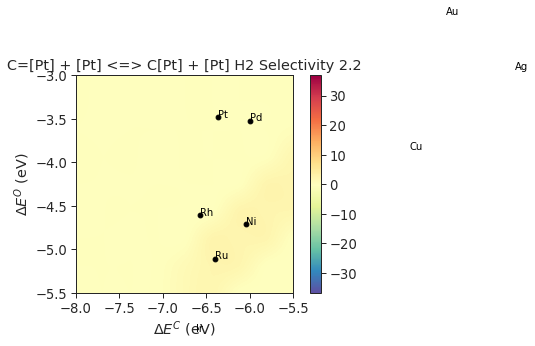 Au
C=[Pt] + [Pt] <=> C[Pt] + [Pt] H2 Selectivity 2.2
Ag
Cu
−3.0
−3.5
−4.0
−4.5
−5.0
−5.5
ΔE^O (eV)
Pt
Pd
Rh
Ni
Ru
−8.0
−7.5
−7.0
−6.5
−6.0
−5.5
ΔE^C (eV)
Ir
30
20
10
0
−10
−20
−30